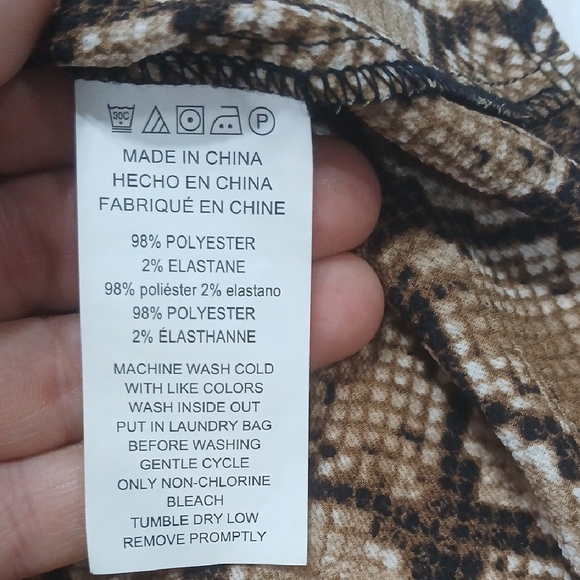 30C P
MADE IN CHINA
HECHO EN CHINA
FABRIQUÉ EN CHINE
98% POLYESTER
2% ELASTANE
98% poliéster 2% elastano
98% POLYESTER
2% ÉLASTHANNE
MACHINE WASH COLD
WITH LIKE COLORS
WASH INSIDE OUT
PUT IN LAUNDRY BAG
BEFORE WASHING
GENTLE CYCLE
ONLY NON-CHLORINE
BLEACH
TUMBLE DRY LOW
REMOVE PROMPTLY